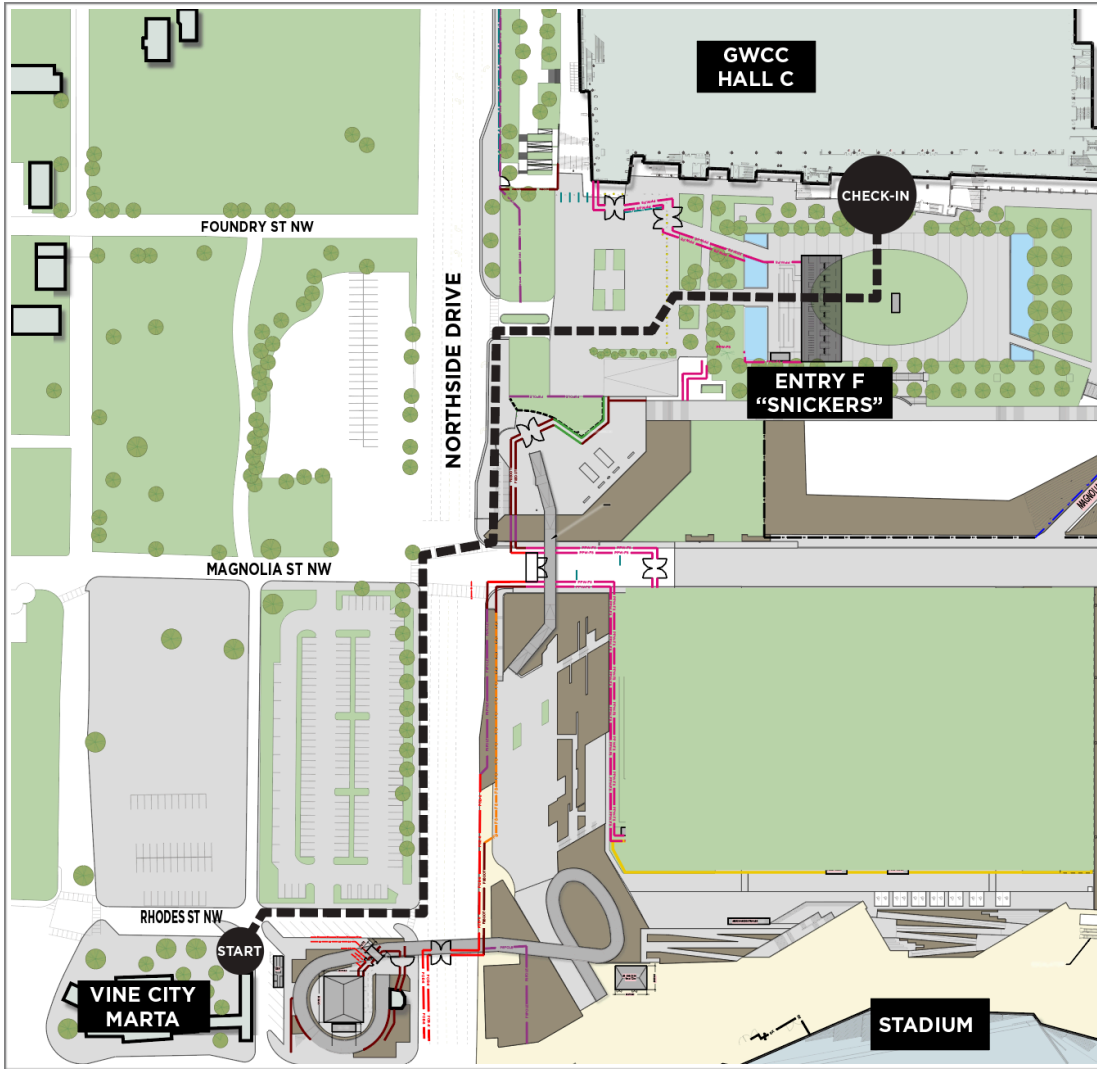 GWCC
HALL C
CHECK-IN
FOUNDRY ST NW
NORTHSIDE DRIVE
ENTRY F
“SNICKERS”
MAGNOLIA ST NW
RHODES ST NW
START
VINE CITY
MARTA
STADIUM